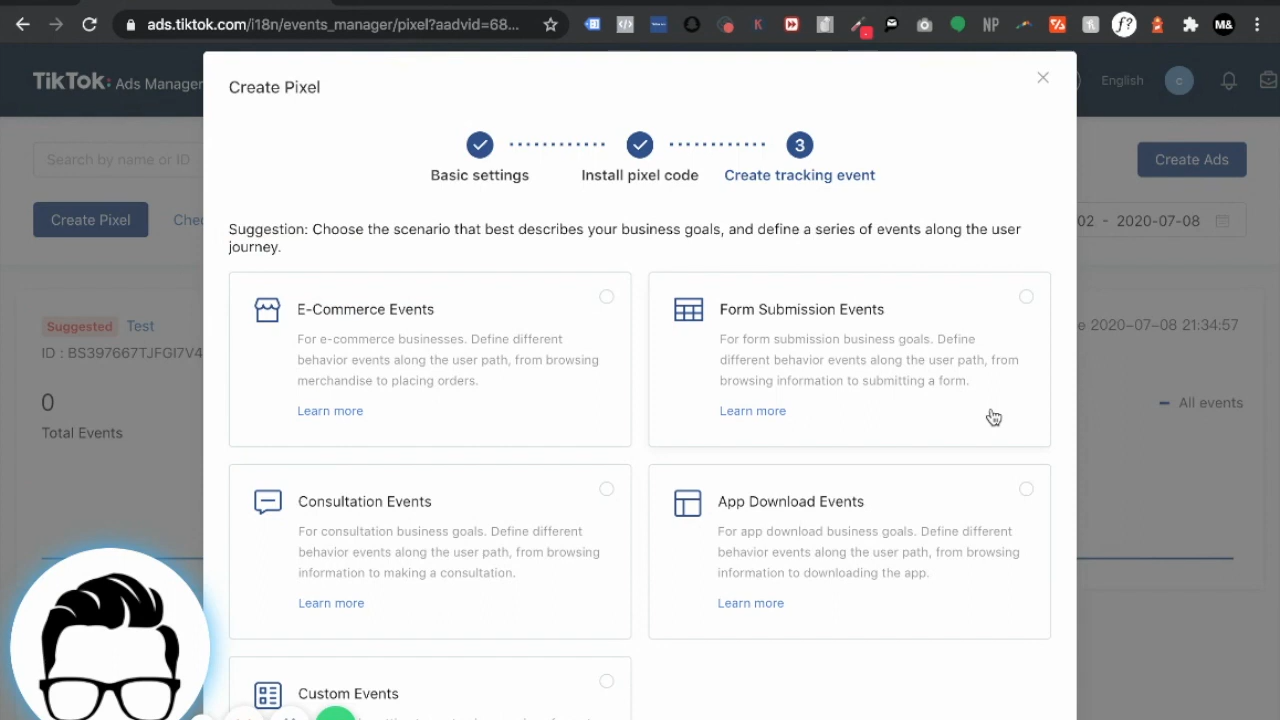 ads.tiktok.com/i18n/events_manager/pixel?aadvid=68...
TikTok: Ads Manager
English
c
Search by name or ID
Create Ads
Create Pixel
Chec
02 - 2020-07-08
Suggested Test
ID : BS397667TJFGI7V4
0
Total Events
e 2020-07-08 21:34:57
All events
Create Pixel
3
Basic settings
Install pixel code
Create tracking event
Suggestion: Choose the scenario that best describes your business goals, and define a series of events along the user
journey.
E-Commerce Events
For e-commerce businesses. Define different
behavior events along the user path, from browsing
merchandise to placing orders.
Learn more
Form Submission Events
For form submission business goals. Define
different behavior events along the user path, from
browsing information to submitting a form.
Learn more
Consultation Events
For consultation business goals. Define different
behavior events along the user path, from browsing
information to making a consultation.
Learn more
App Download Events
For app download business goals. Define different
behavior events along the user path, from browsing
information to downloading the app.
Learn more
Custom Events